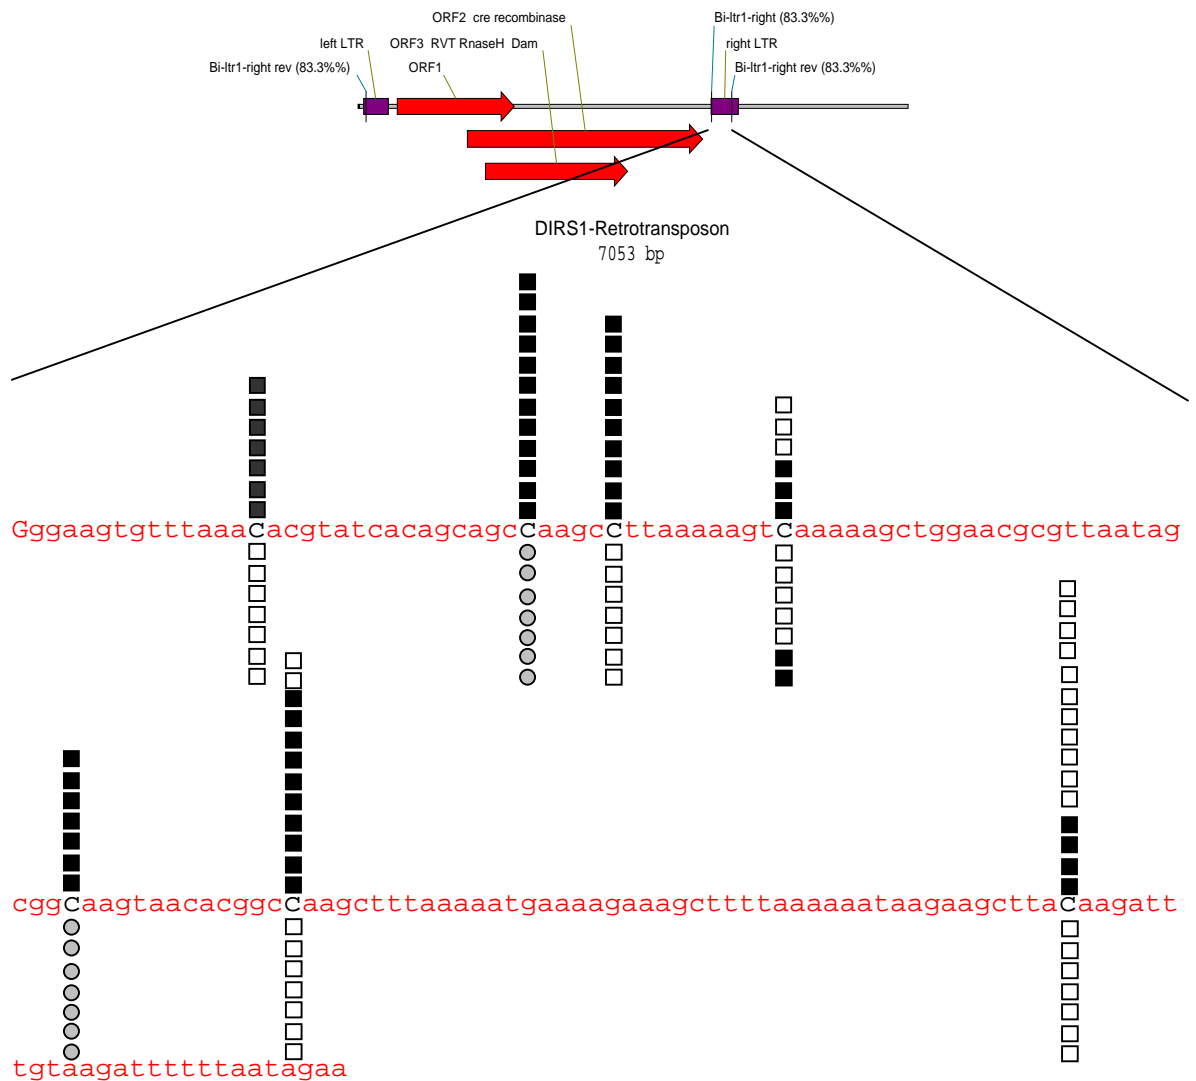 ORF2 cre recombinase
Bi-ltr1-right (83.3%%)
left LTR
ORF3 RVT RnaseH Dam
right LTR
Bi-ltr1-right rev (83.3%%)
ORF1
Bi-ltr1-right rev (83.3%%)
DIRS1-Retrotransposon
7053 bp
GggaagtgtttaaaCacgtatcacagcagcCaagcCttaaaaagtCaaaaagctggaacgcgttaatag
cggCaagtaacacggcCaagctttaaaaatgaaaagaaagcttttaaaaaataagaagcttaCaagatt
tgtaagattttttaatagaa